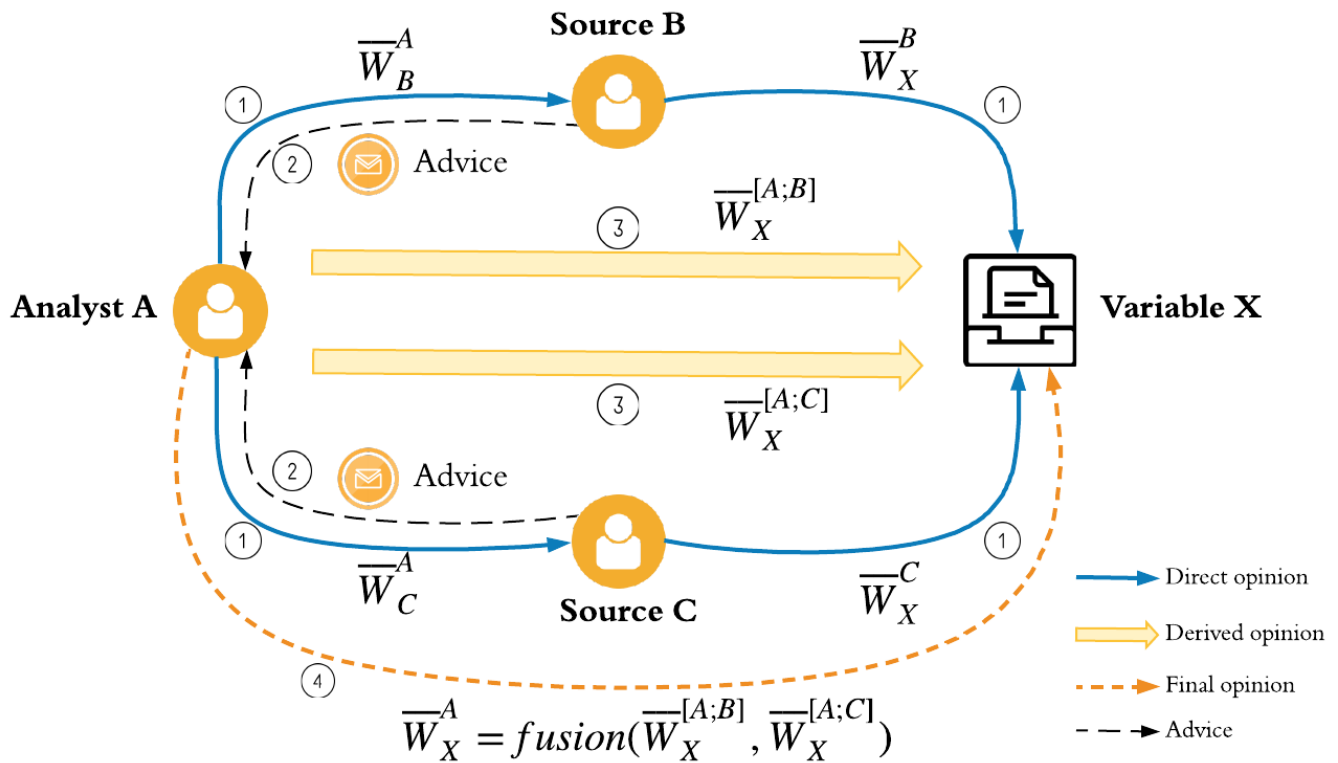 Source B
W̅_B^A
W̅_X^B
1
1
2
Advice
W̅_X^{[A;B]}
3
Analyst A
Variable X
3
W̅_X^{[A;C]}
2
Advice
1
1
W̅_C^A
W̅_X^C
Source C
Direct opinion
Derived opinion
4
Final opinion
W̅_X^A = fusion(W̅_X^{[A;B]}, W̅_X^{[A;C]})
Advice